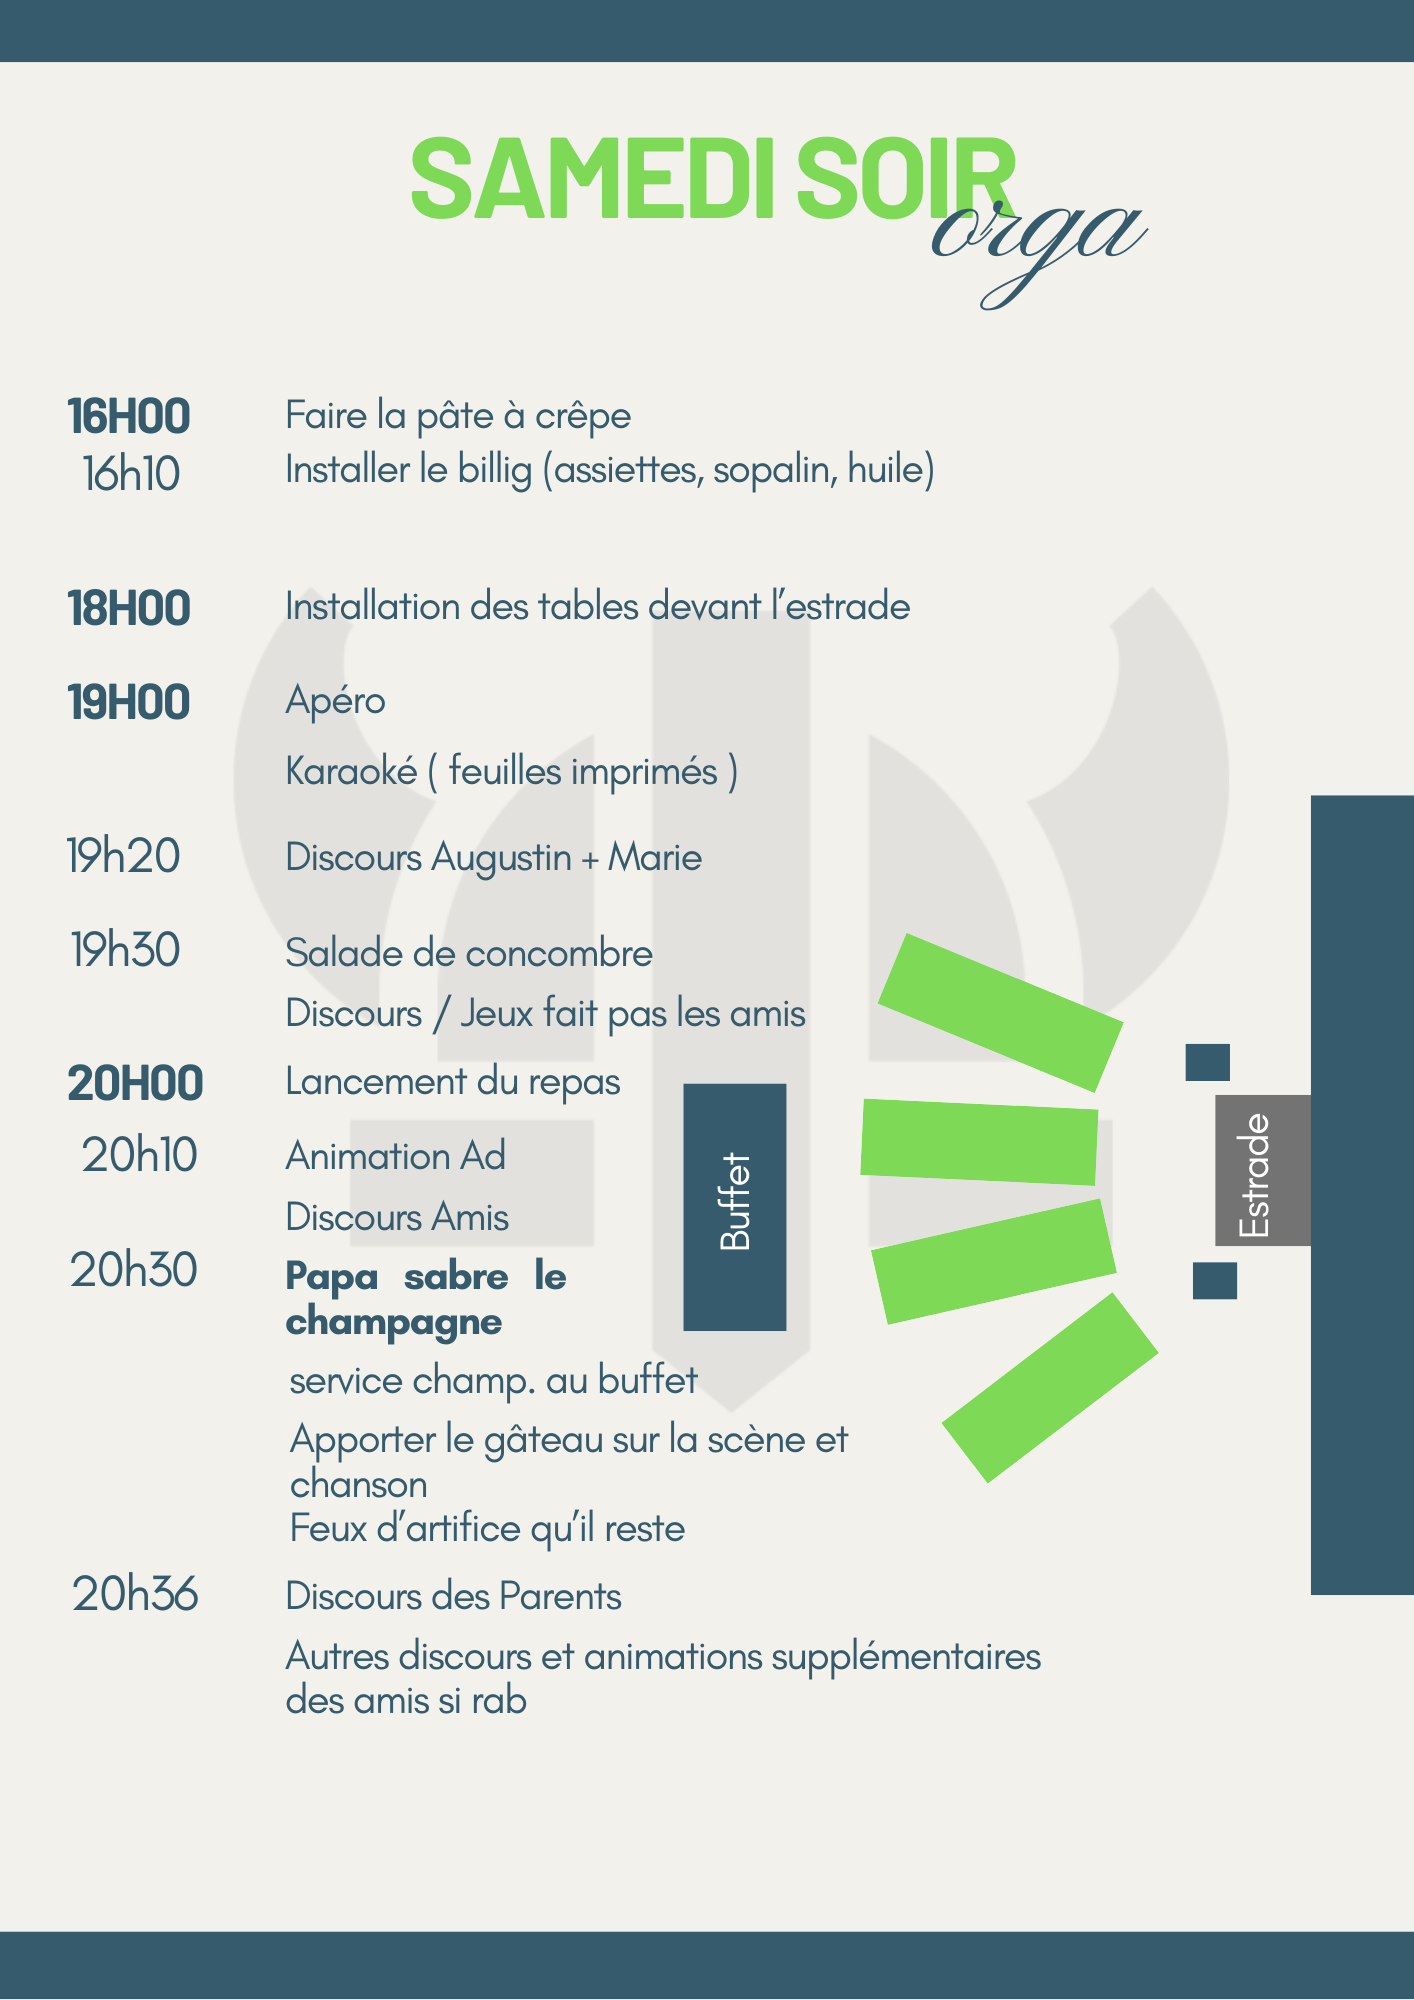 SAMEDI SOIR
orga
16H00 Faire la pâte à crêpe
16h10 Installer le billig (assiettes, sopalin, huile)
18H00 Installation des tables devant l’estrade
19H00 Apéro
Karaoké ( feuilles imprimés )
19h20 Discours Augustin + Marie
19h30 Salade de concombre
Discours / Jeux fait pas les amis
20H00 Lancement du repas
20h10 Animation Ad
Discours Amis
20h30 Papa sabre le
champagne
service champ. au buffet
Apporter le gâteau sur la scène et
chanson
Feux d’artifice qu’il reste
20h36 Discours des Parents
Autres discours et animations supplémentaires
des amis si rab
Buffet
Estrade